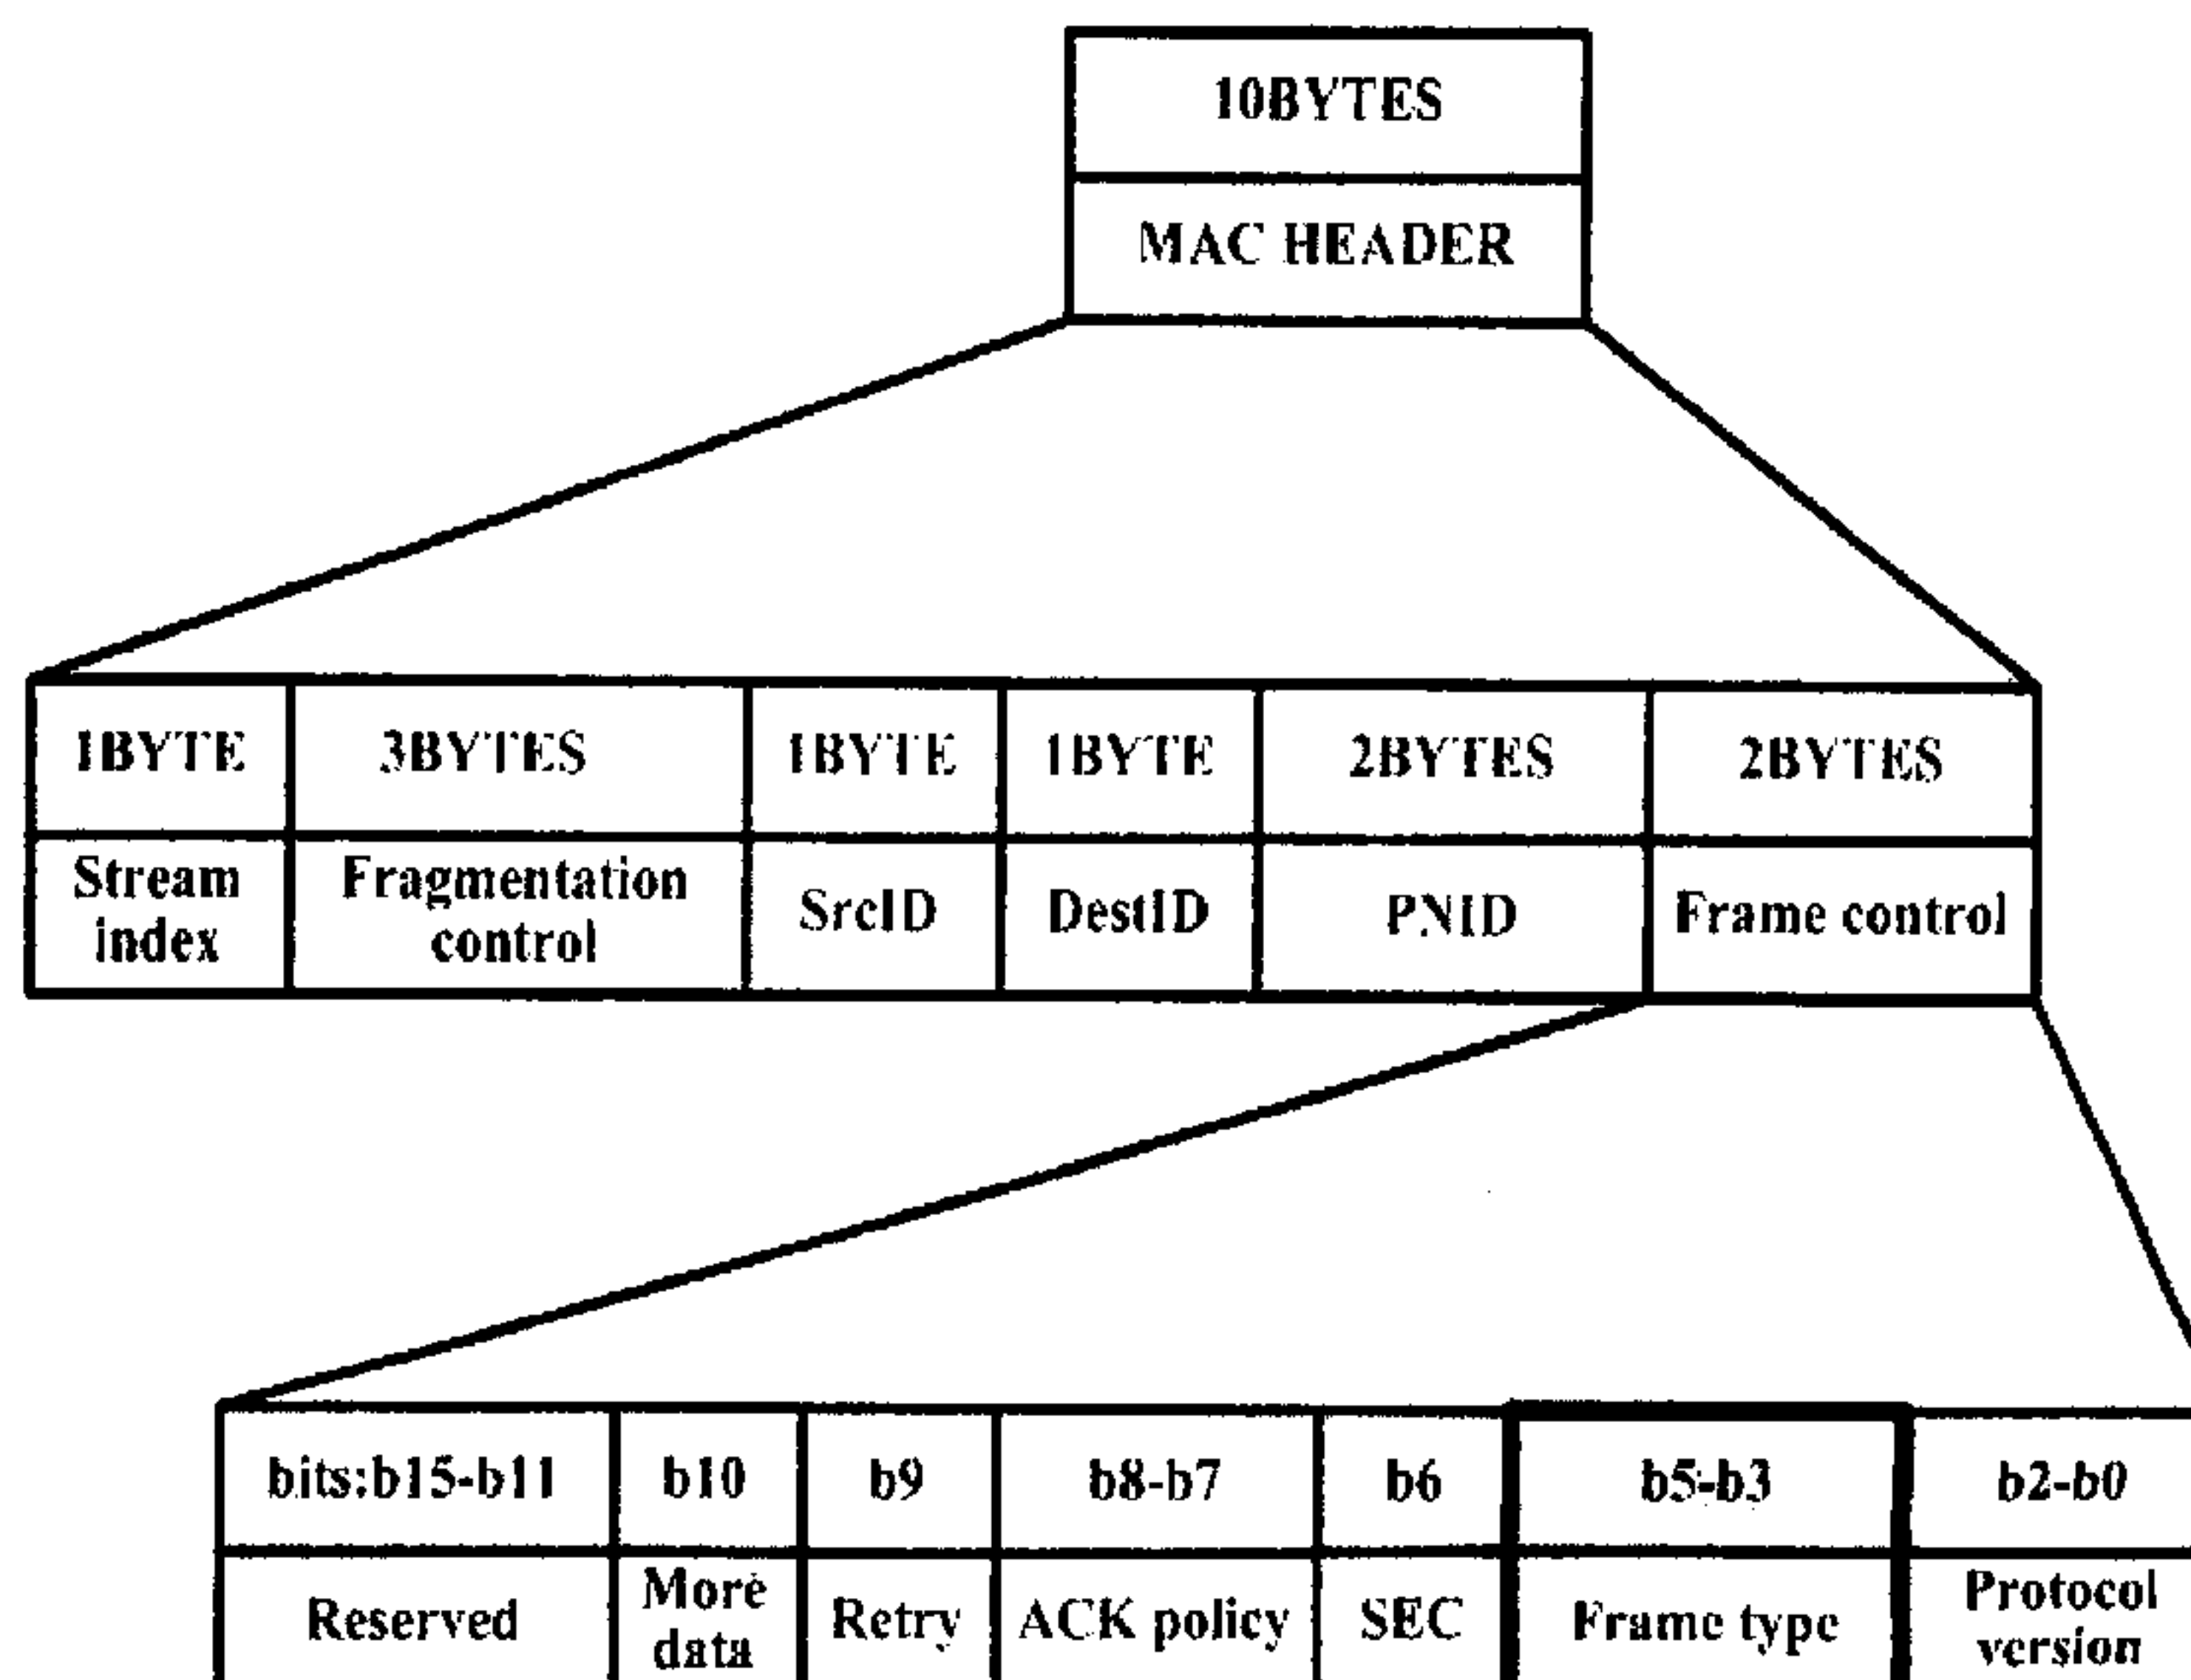 10BYTES
MAC HEADER
1BYTE 3BYTES 1BYTE 1BYTE 2BYTES 2BYTES
Stream index Fragmentation control SrcID DestID PNID Frame control
bits:b15-b11 b10 b9 b8-b7 b6 b5-b3 b2-b0
Reserved More data Retry ACK policy SEC Frame type Protocol version